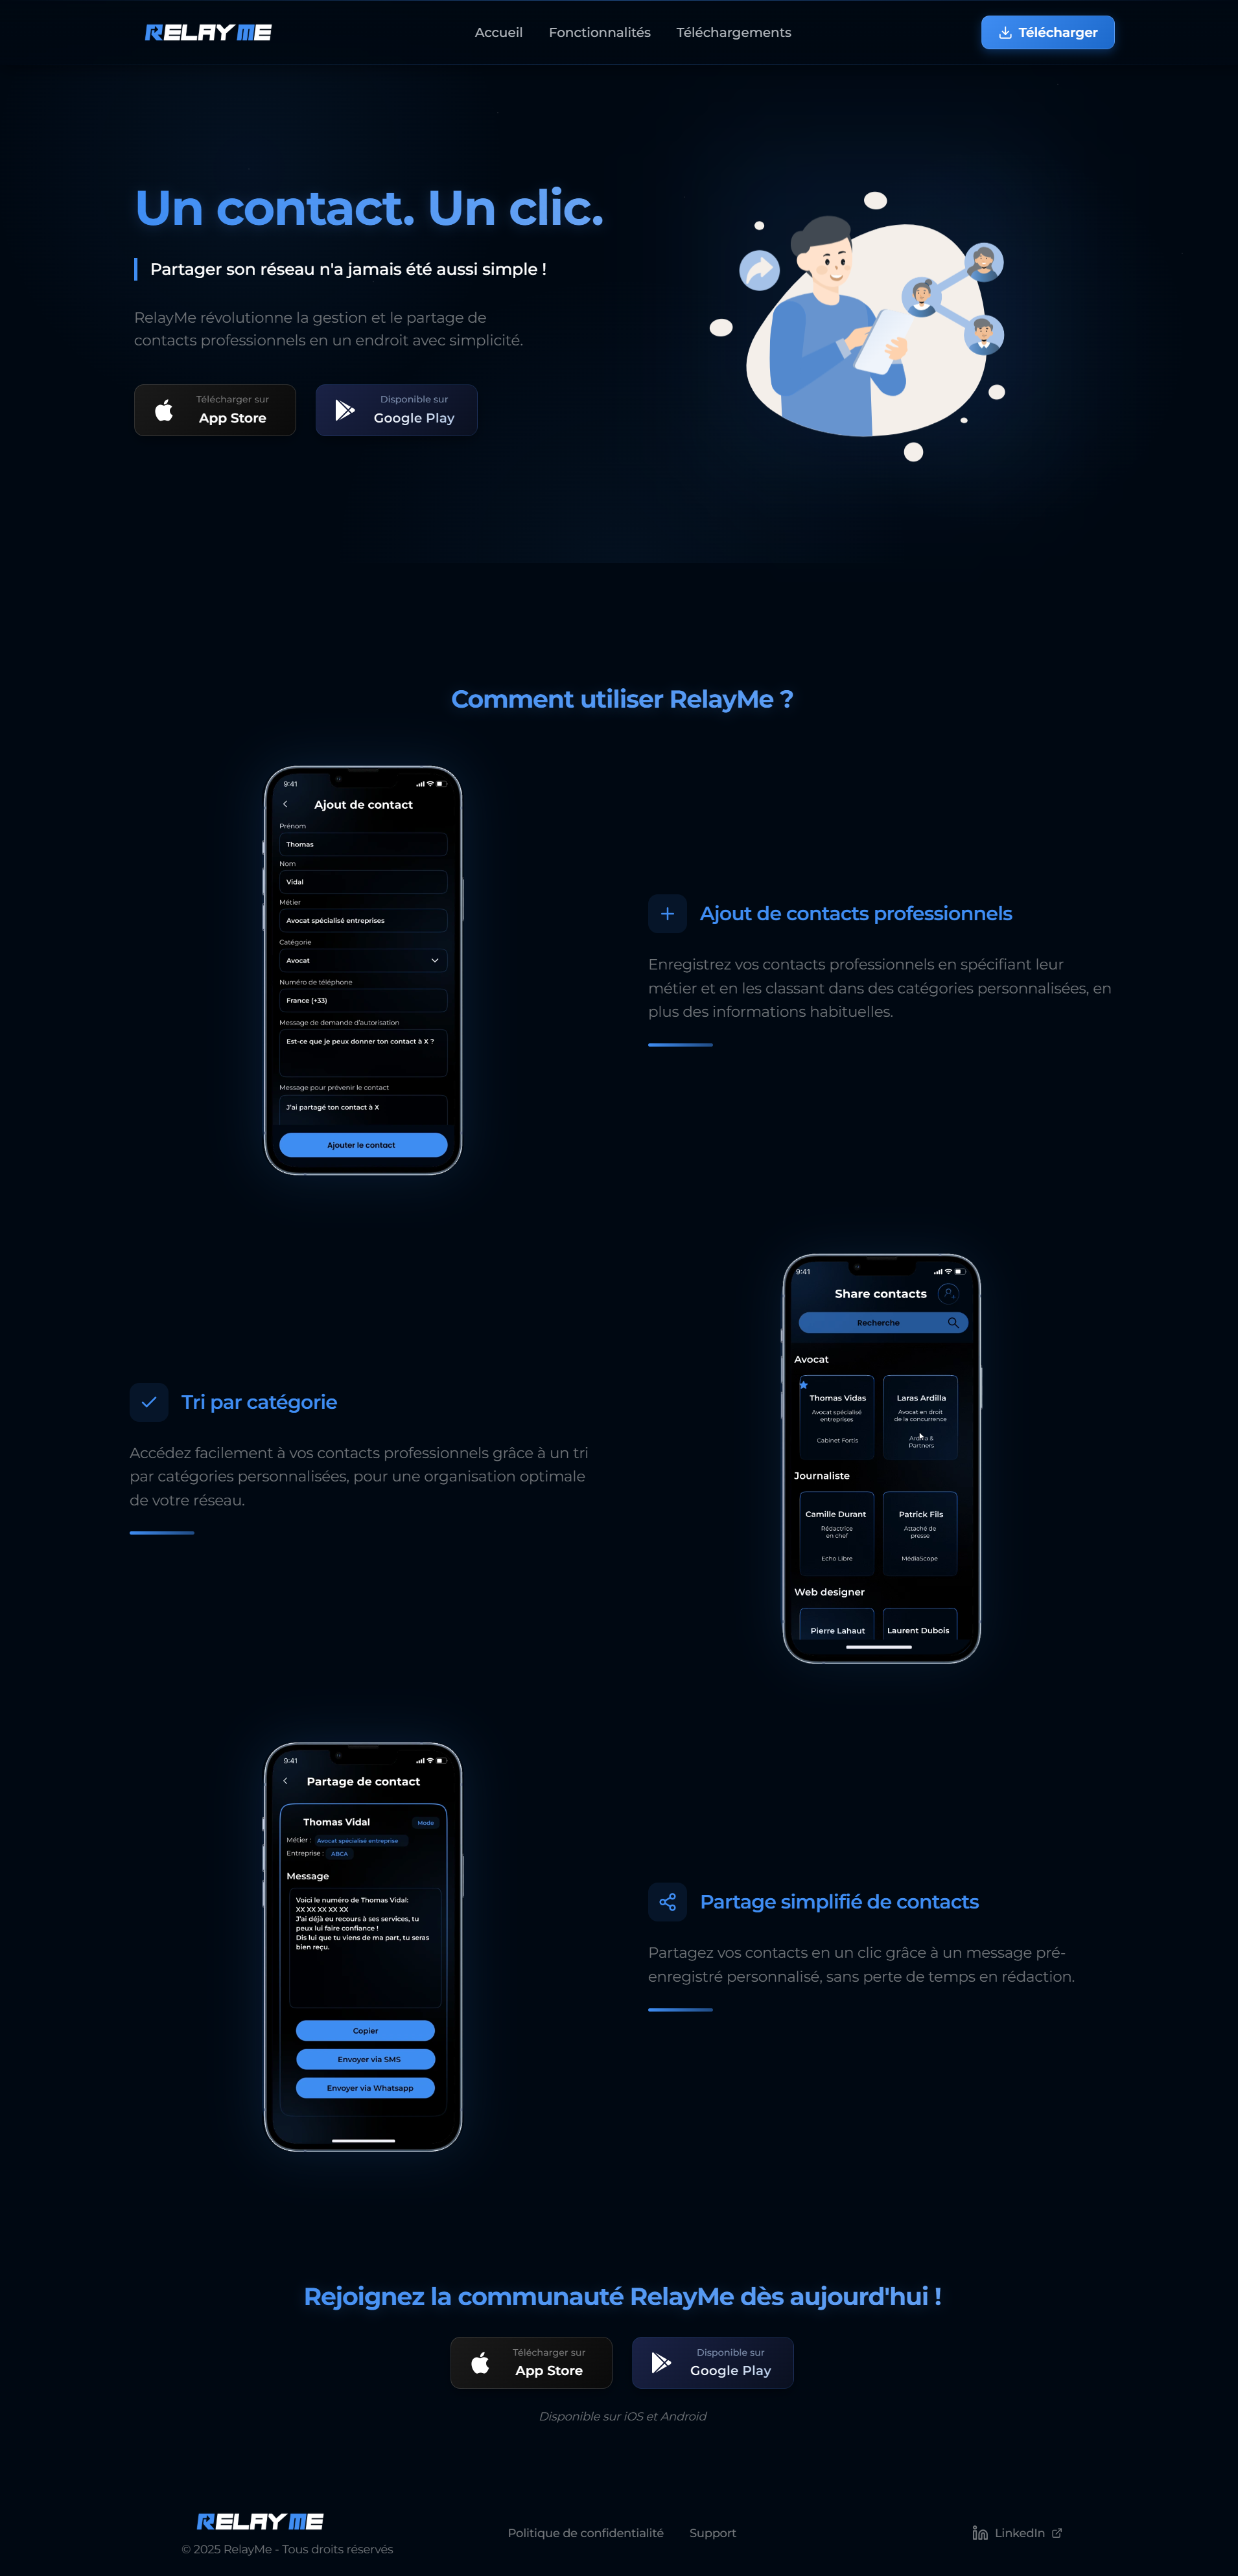 RELAY ME
Accueil
Fonctionnalités
Téléchargements
Télécharger
Un contact. Un clic.
Partager son réseau n'a jamais été aussi simple !
RelayMe révolutionne la gestion et le partage de
contacts professionnels en un endroit avec simplicité.
Télécharger sur
App Store
Disponible sur
Google Play
Comment utiliser RelayMe ?
9:41
Ajout de contact
Prénom
Thomas
Nom
Vidal
Métier
Avocat spécialisé entreprises
Catégorie
Avocat
Numéro de téléphone
France (+33)
Message de demande d'autorisation
Est-ce que je peux donner ton contact à X ?
Message pour prévenir le contact
J'ai partagé ton contact à X
Ajouter le contact
Ajout de contacts professionnels
Enregistrez vos contacts professionnels en spécifiant leur
métier et en les classant dans des catégories personnalisées, en
plus des informations habituelles.
Tri par catégorie
Accédez facilement à vos contacts professionnels grâce à un tri
par catégories personnalisées, pour une organisation optimale
de votre réseau.
9:41
Share contacts
Recherche
Avocat
Thomas Vidas
Avocat spécialisé
entreprises
Cabinet Fortis
Laras Ardilla
Avocat en droit
de la concurrence
&
Partners
Journaliste
Camille Durant
Rédactrice
en chef
Echo Libre
Patrick Fils
Attaché de
presse
MédiaScope
Web designer
Pierre Lahaut
Laurent Dubois
9:41
Partage de contact
Thomas Vidal
Mode
Métier :
Avocat spécialisé entreprise
Entreprise :
ABCA
Message
Voici le numéro de Thomas Vidal:
XX XX XX XX XX
J'ai déjà eu recours à ses services, tu
peux lui faire confiance !
Dis lui que tu viens de ma part, tu seras
bien reçu.
Copier
Envoyer via SMS
Envoyer via Whatsapp
Partage simplifié de contacts
Partagez vos contacts en un clic grâce à un message pré-
enregistré personnalisé, sans perte de temps en rédaction.
Rejoignez la communauté RelayMe dès aujourd'hui !
Télécharger sur
App Store
Disponible sur
Google Play
Disponible sur iOS et Android
RELAY ME
© 2025 RelayMe - Tous droits réservés
Politique de confidentialité
Support
LinkedIn